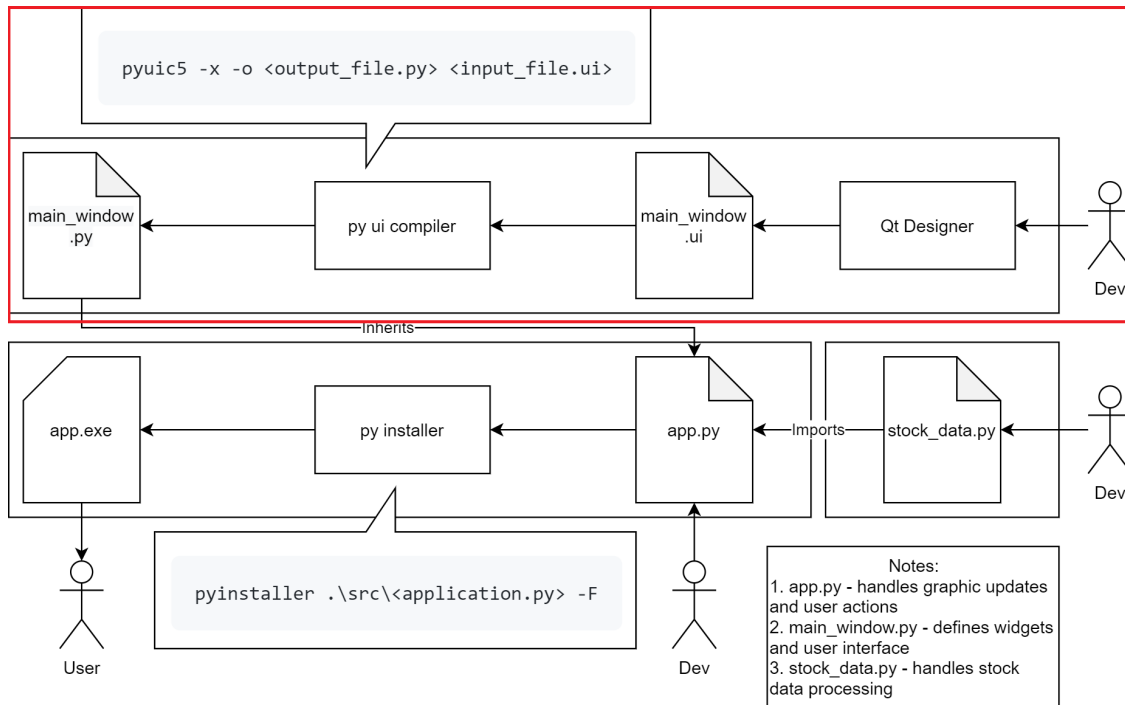 pyuic5 -x -o <output_file.py> <input_file.ui>
main_window
.py
py ui compiler
main_window
.ui
Qt Designer
Dev
Inherits
app.exe
py installer
app.py
Imports
stock_data.py
Dev
pyinstaller .\src\<application.py> -F
User
Dev
Notes:
1. app.py - handles graphic updates
and user actions
2. main_window.py - defines widgets
and user interface
3. stock_data.py - handles stock
data processing